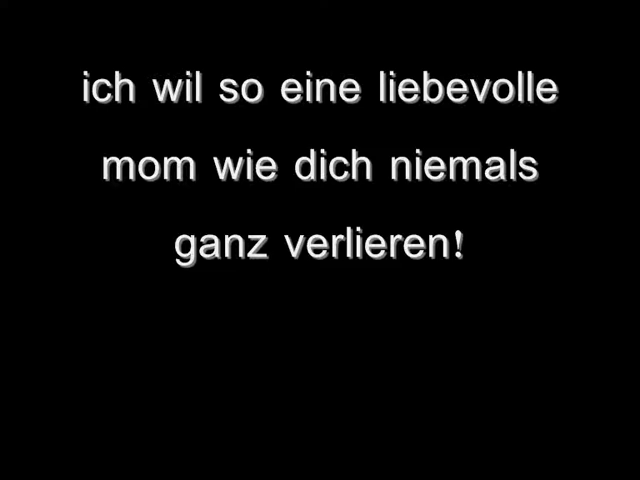 ich wil so eine liebevolle
mom wie dich niemals
ganz verlieren!